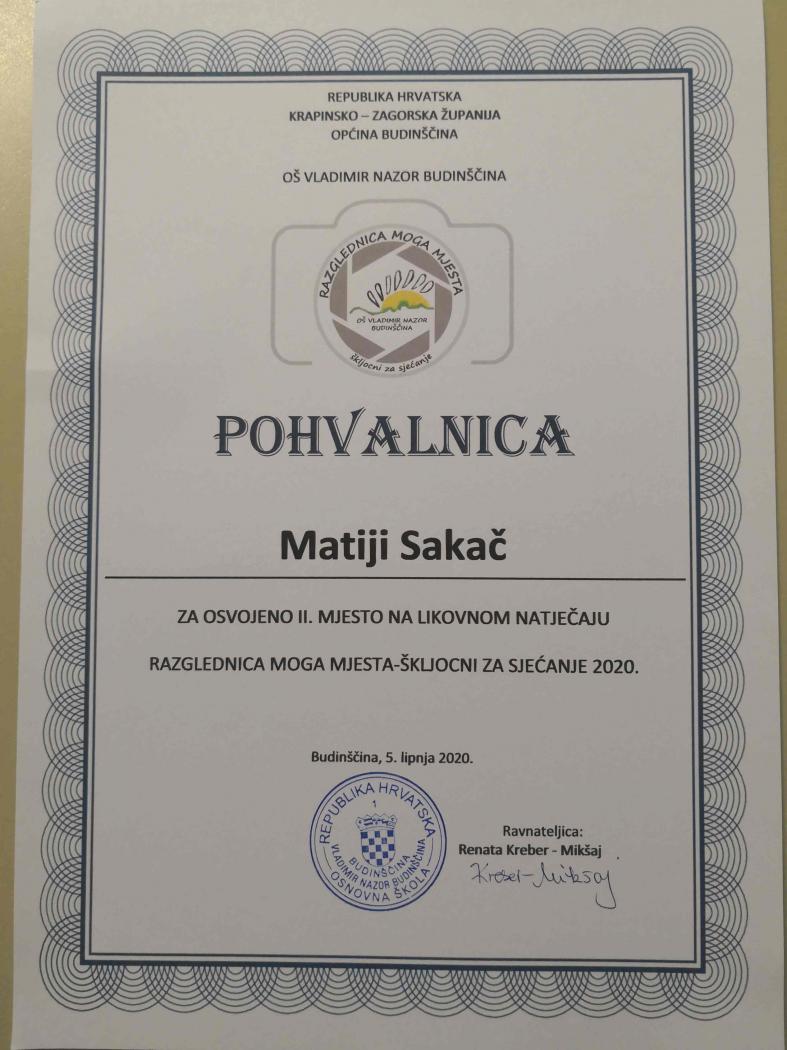 REPUBLIKA HRVATSKA
KRAPINSKO – ZAGORSKA ŽUPANIJA
OPĆINA BUDINŠČINA
OŠ VLADIMIR NAZOR BUDINŠČINA
RAZGLEDNICA MOGA MJESTA
OŠ VLADIMIR NAZOR
BUDINŠČINA
škljocni za sjećanje
POHVALNICA
Matiji Sakač
ZA OSVOJENO II. MJESTO NA LIKOVNOM NATJEČAJU
RAZGLEDNICA MOGA MJESTA-ŠKLJOCNI ZA SJEĆANJE 2020.
Budinščina, 5. lipnja 2020.
REPUBLIKA HRVATSKA
1
BUDINŠČINA
VLADIMIR NAZOR BUDINŠČINA
OSNOVNA ŠKOLA
Ravnateljica:
Renata Kreber - Mikšaj
Kreber-Mikšaj